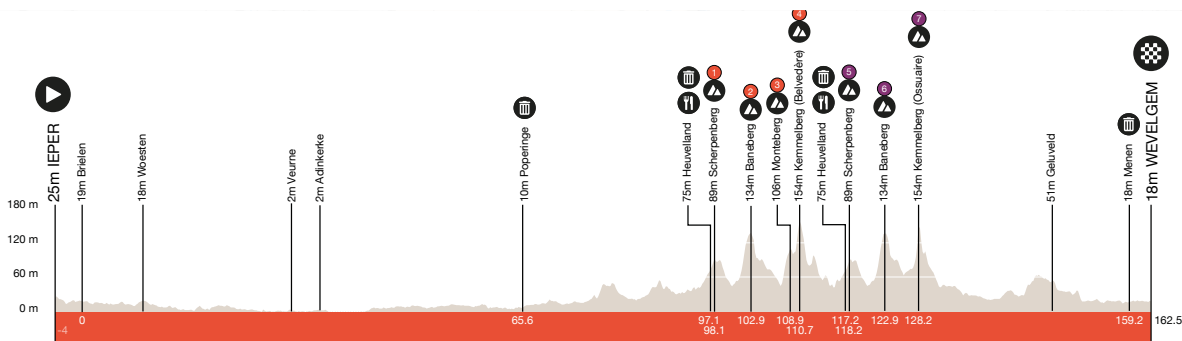 25m IEPER
19m Brielen
18m Woesten
2m Veurne
2m Adinkerke
10m Poperinge
75m Heuvelland
1
89m Scherpenberg
2
134m Baneberg
3
106m Monteberg
4
154m Kemmelberg (Belvedère)
75m Heuvelland
5
89m Scherpenberg
6
134m Baneberg
7
154m Kemmelberg (Ossuaire)
51m Geluveld
18m Menen
18m WEVELGEM
180 m
120 m
60 m
0 m
-4
0
65.6
97.1
98.1
102.9
108.9
110.7
117.2
118.2
122.9
128.2
159.2
162.5